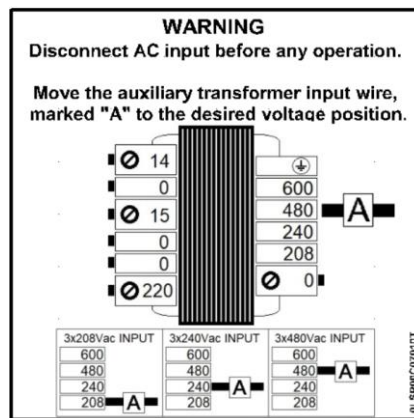 WARNING
Disconnect AC input before any operation.
Move the auxiliary transformer input wire,
marked "A" to the desired voltage position.
14
0
15
0
0
220
600
480
240
208
0
A
3x208Vac INPUT
600
480
240
208
A
3x240Vac INPUT
600
480
240
208
A
3x480Vac INPUT
600
480
240
208
A